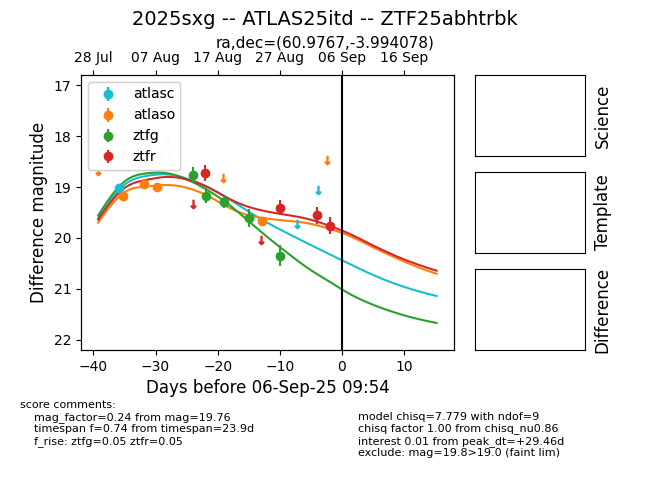 2025sxg -- ATLAS25itd -- ZTF25abhtrbk
ra,dec=(60.9767,-3.994078)
28 Jul 07 Aug 17 Aug 27 Aug 06 Sep 16 Sep
17
18
19
20
21
22
Difference magnitude
atlasc
atlaso
ztfg
ztfr
−40 −30 −20 −10 0 10
Days before 06-Sep-25 09:54
Science
Template
Difference
score comments:
mag_factor=0.24 from mag=19.76
timespan f=0.74 from timespan=23.9d
f_rise: ztfg=0.05 ztfr=0.05
model chisq=7.779 with ndof=9
chisq factor 1.00 from chisq_nu0.86
interest 0.01 from peak_dt=+29.46d
exclude: mag=19.8>19.0 (faint lim)